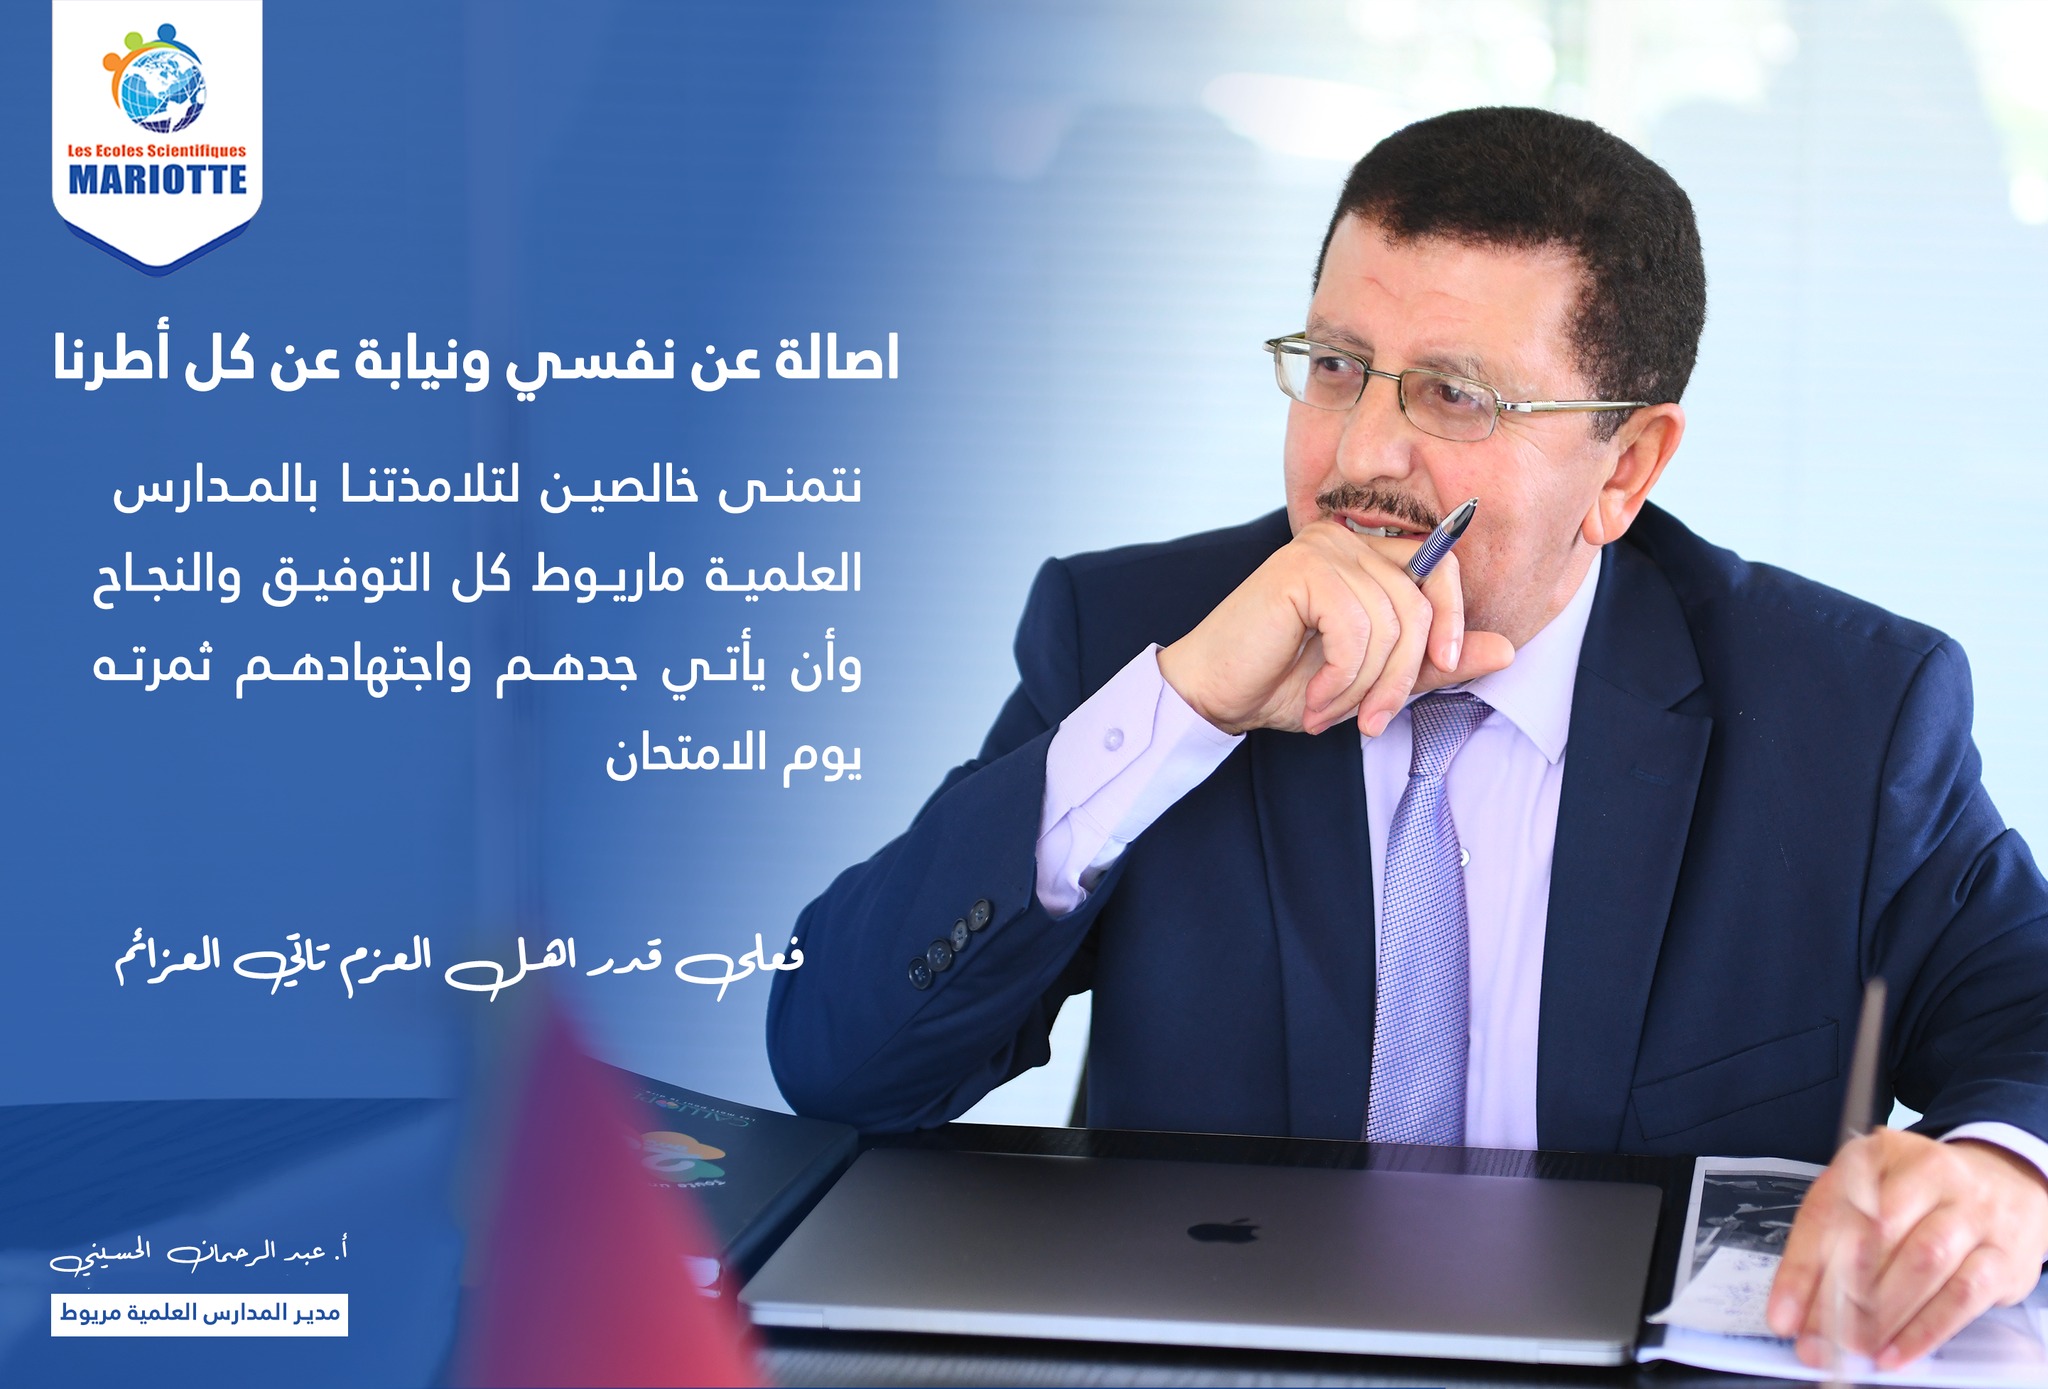 Les Ecoles Scientifiques
MARIOTTE
اصالة عن نفسي ونيابة عن كل أطرنا
نتمنى خالصين لتلامذتنا بالمدارس
العلمية ماريوط كل التوفيق والنجاح
وأن يأتي جدهم واجتهادهم ثمرته
يوم الامتحان
فعلى قدر اهل العزم تاتي العزائم
أ. عبد الرحمان الحسيني
مدير المدارس العلمية مريوط